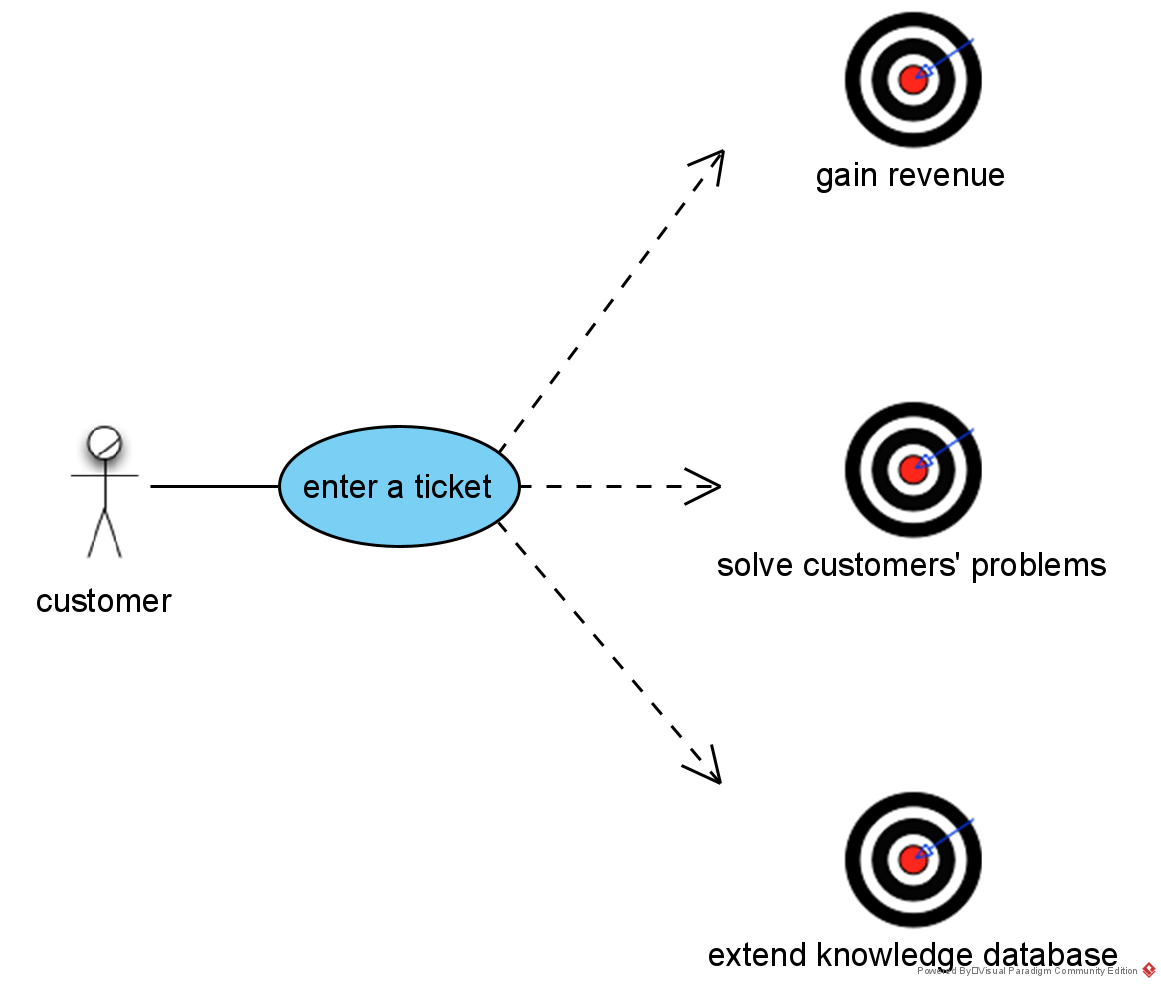 gain revenue
enter a ticket
solve customers' problems
customer
extend knowledge database
Powered By□Visual Paradigm Community Edition